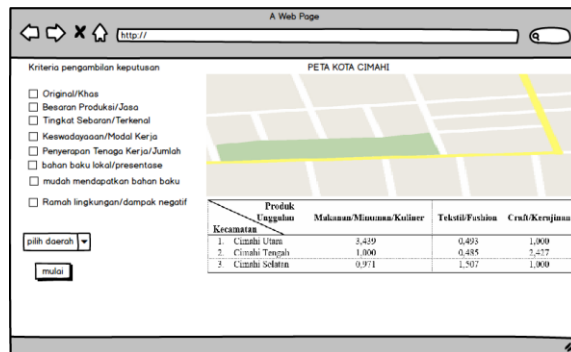 A Web Page
http://
Kriteria pengambilan keputusan
Original/Khas
Besaran Produksi/Jasa
Tingkat Sebaran/Terkenal
Keswadayaaan/Modal Kerja
Penyerapan Tenaga Kerja/Jumlah
bahan baku lokal/presentase
mudah mendapatkan bahan baku
Ramah lingkungan/dampak negatif
pilih daerah
mulai
PETA KOTA CIMAHI
Produk
Unggulan Makanan/Minuman/Kuliner Tekstil/Fashion Craft/Kerajinan
Kecamatan
1. Cimahi Utara 3,439 0,493 1,000
2. Cimahi Tengah 1,000 0,485 2,427
3. Cimahi Selatan 0,971 1,507 1,000